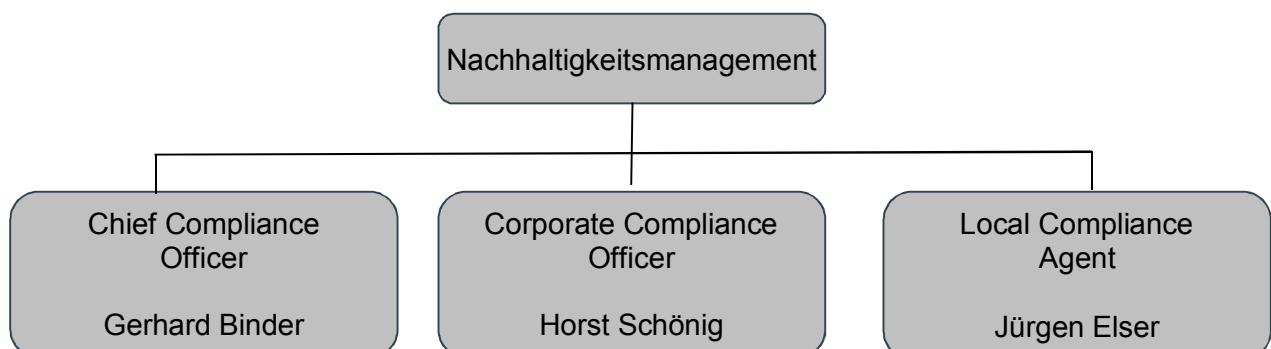 Nachhaltigkeitsmanagement
Chief Compliance
Officer
Gerhard Binder
Corporate Compliance
Officer
Horst Schönig
Local Compliance
Agent
Jürgen Elser